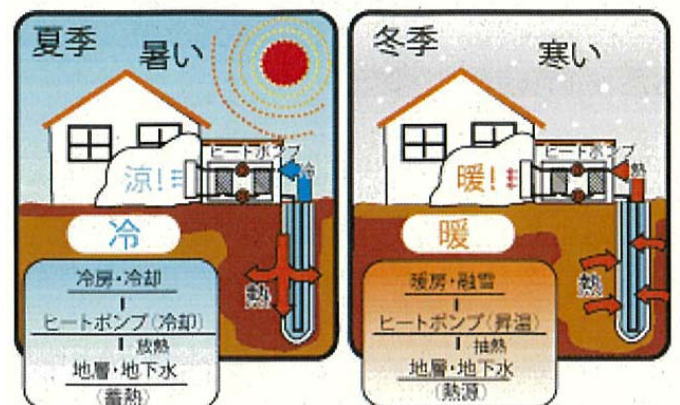 夏季
暑い
ヒートポンプ
冷
涼!
冷
熱
冷房・冷却
ヒートポンプ(冷却)
放熱
地層・地下水
(蓄熱)
冬季
寒い
ヒートポンプ
熱
暖!
暖
熱
暖房・融雪
ヒートポンプ(昇温)
抽熱
地層・地下水
(熱源)